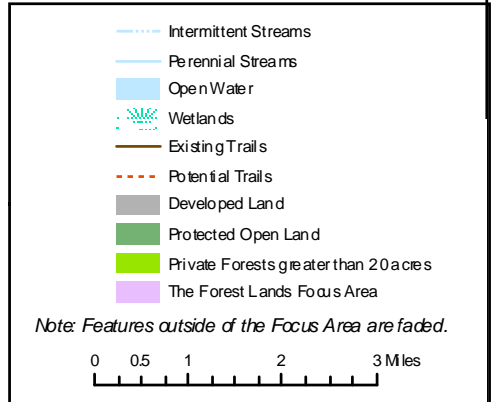 Intermittent Streams
Perennial Streams
Open Water
Wetlands
Existing Trails
Potential Trails
Developed Land
Protected Open Land
Private Forests greater than 20 acres
The Forest Lands Focus Area
Note: Features outside of the Focus Area are faded.
0 0.5 1 2 3 Miles